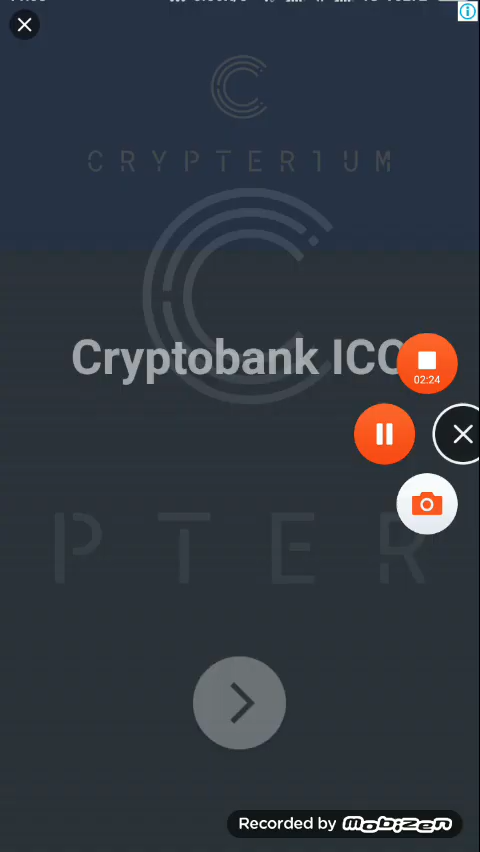 CRYPTERIUM
Cryptobank ICO
02:24
PTER
Recorded by mobizen